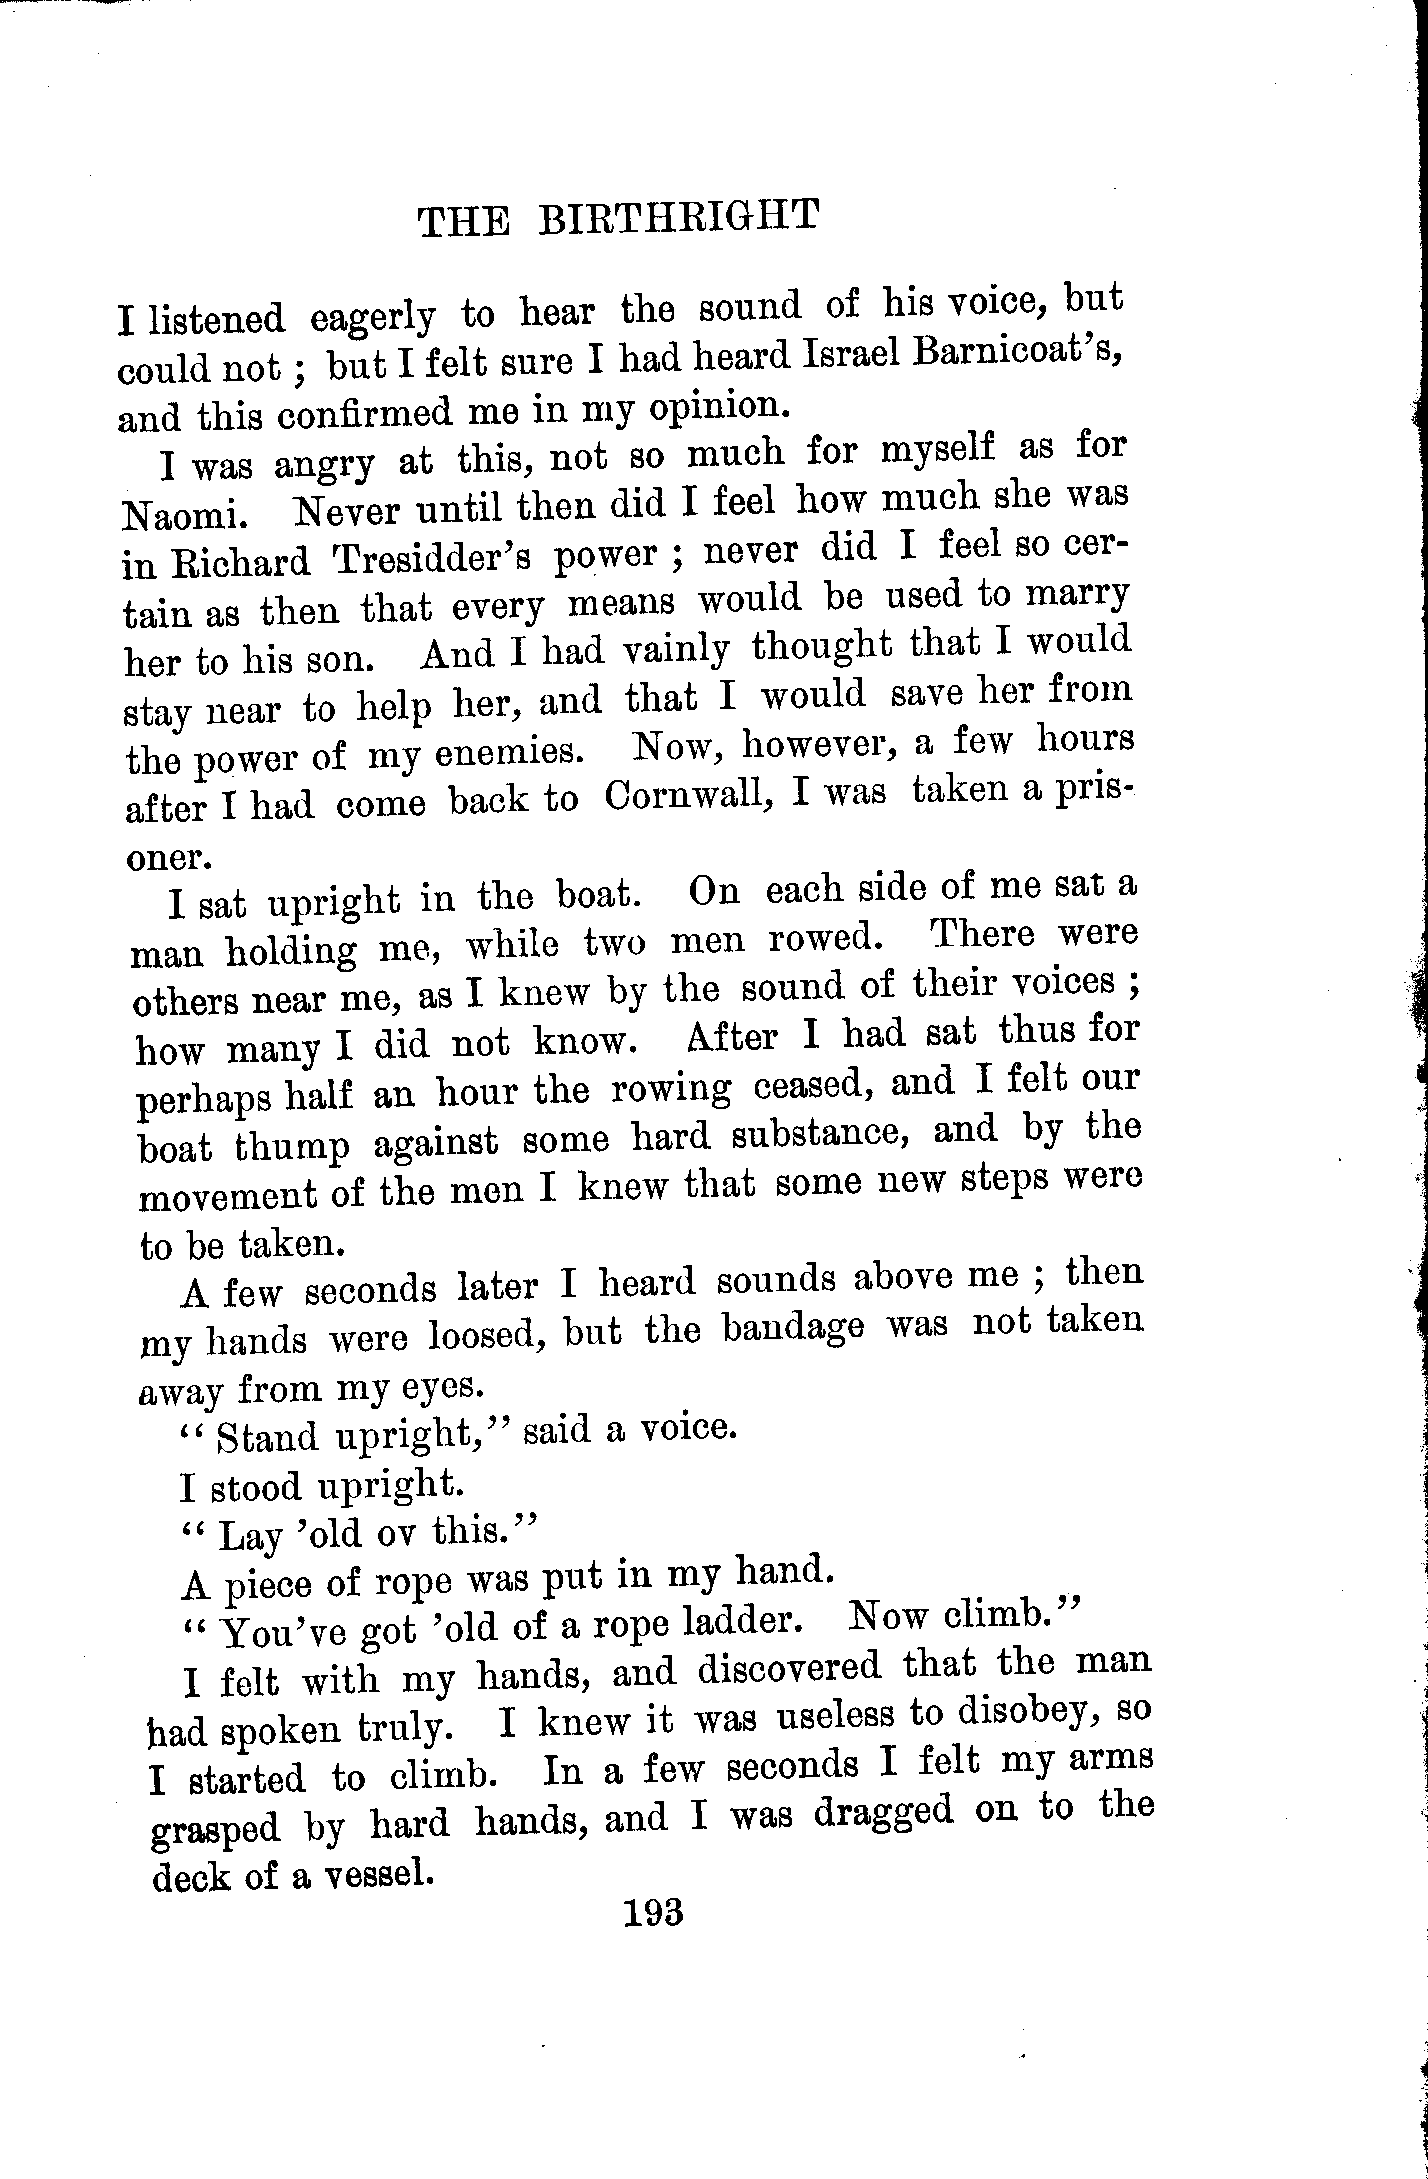 THE BIRTHRIGHT
I listened eagerly to hear the sound of his voice, but
could not ; but I felt sure I had heard Israel Barnicoat's,
and this confirmed me in my opinion.
I was angry at this, not so much for myself as for
Naomi. Never until then did I feel how much she was
in Richard Tresidder's power ; never did I feel so cer-
tain as then that every means would be used to marry
her to his son. And I had vainly thought that I would
stay near to help her, and that I would save her from
the power of my enemies. Now, however, a few hours
after I had come back to Cornwall, I was taken a pris-
oner.
I sat upright in the boat. On each side of me sat a
man holding me, while two men rowed. There were
others near me, as I knew by the sound of their voices ;
how many I did not know. After I had sat thus for
perhaps half an hour the rowing ceased, and I felt our
boat thump against some hard substance, and by the
movement of the men I knew that some new steps were
to be taken.
A few seconds later I heard sounds above me ; then
my hands were loosed, but the bandage was not taken
away from my eyes.
" Stand upright," said a voice.
I stood upright.
" Lay 'old ov this."
A piece of rope was put in my hand.
" You've got 'old of a rope ladder. Now climb."
I felt with my hands, and discovered that the man
had spoken truly. I knew it was useless to disobey, so
I started to climb. In a few seconds I felt my arms
grasped by hard hands, and I was dragged on to the
deck of a vessel.
193